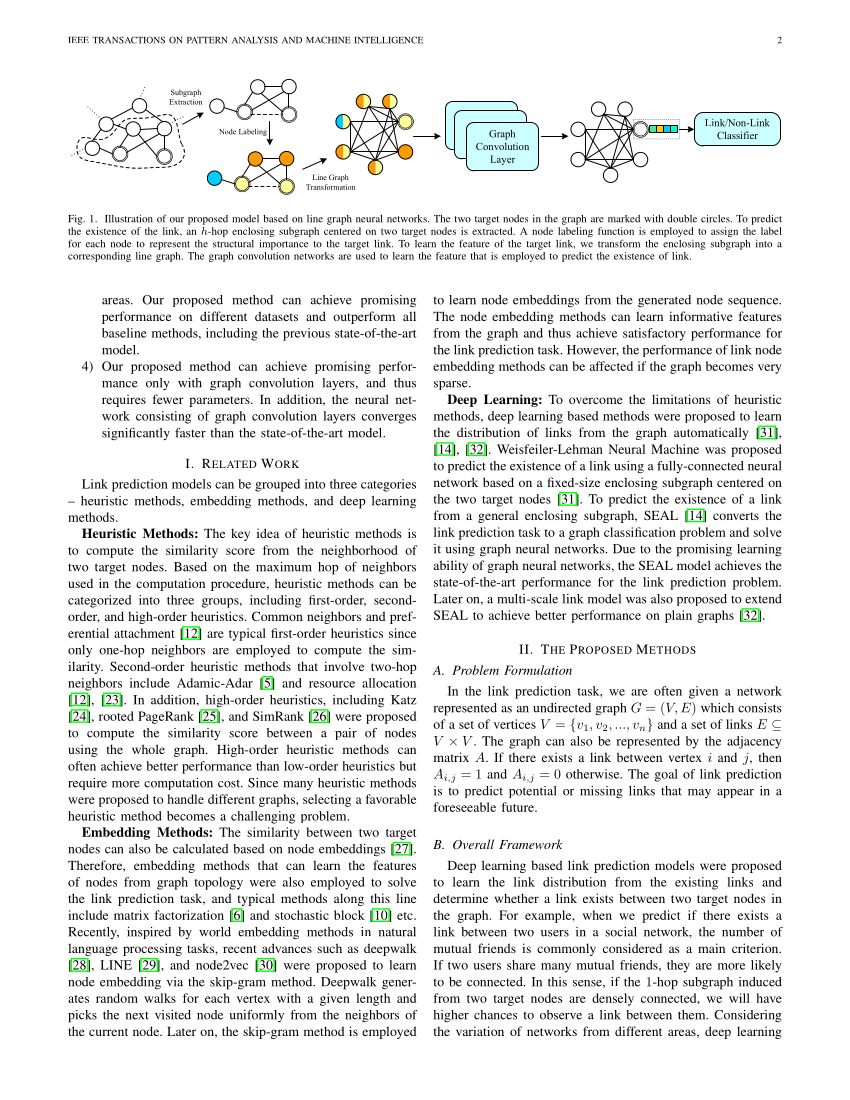 IEEE TRANSACTIONS ON PATTERN ANALYSIS AND MACHINE INTELLIGENCE 2
Subgraph
Extraction
Node Labeling
Line Graph
Transformation
Graph
Convolution
Layer
Link/Non-Link
Classifier
Fig. 1. Illustration of our proposed model based on line graph neural networks. The two target nodes in the graph are marked with double circles. To predict
the existence of the link, an h-hop enclosing subgraph centered on two target nodes is extracted. A node labeling function is employed to assign the label
for each node to represent the structural importance to the target link. To learn the feature of the target link, we transform the enclosing subgraph into a
corresponding line graph. The graph convolution networks are used to learn the feature that is employed to predict the existence of link.
areas. Our proposed method can achieve promising
performance on different datasets and outperform all
baseline methods, including the previous state-of-the-art
model.
4) Our proposed method can achieve promising perfor-
mance only with graph convolution layers, and thus
requires fewer parameters. In addition, the neural net-
work consisting of graph convolution layers converges
significantly faster than the state-of-the-art model.
I. RELATED WORK
Link prediction models can be grouped into three categories
– heuristic methods, embedding methods, and deep learning
methods.
Heuristic Methods: The key idea of heuristic methods is
to compute the similarity score from the neighborhood of
two target nodes. Based on the maximum hop of neighbors
used in the computation procedure, heuristic methods can be
categorized into three groups, including first-order, second-
order, and high-order heuristics. Common neighbors and pref-
erential attachment [12] are typical first-order heuristics since
only one-hop neighbors are employed to compute the sim-
ilarity. Second-order heuristic methods that involve two-hop
neighbors include Adamic-Adar [5] and resource allocation
[12], [23]. In addition, high-order heuristics, including Katz
[24], rooted PageRank [25], and SimRank [26] were proposed
to compute the similarity score between a pair of nodes
using the whole graph. High-order heuristic methods can
often achieve better performance than low-order heuristics but
require more computation cost. Since many heuristic methods
were proposed to handle different graphs, selecting a favorable
heuristic method becomes a challenging problem.
Embedding Methods: The similarity between two target
nodes can also be calculated based on node embeddings [27].
Therefore, embedding methods that can learn the features
of nodes from graph topology were also employed to solve
the link prediction task, and typical methods along this line
include matrix factorization [6] and stochastic block [10] etc.
Recently, inspired by world embedding methods in natural
language processing tasks, recent advances such as deepwalk
[28], LINE [29], and node2vec [30] were proposed to learn
node embedding via the skip-gram method. Deepwalk gener-
ates random walks for each vertex with a given length and
picks the next visited node uniformly from the neighbors of
the current node. Later on, the skip-gram method is employed
to learn node embeddings from the generated node sequence.
The node embedding methods can learn informative features
from the graph and thus achieve satisfactory performance for
the link prediction task. However, the performance of link node
embedding methods can be affected if the graph becomes very
sparse.
Deep Learning: To overcome the limitations of heuristic
methods, deep learning based methods were proposed to learn
the distribution of links from the graph automatically [31],
[14], [32]. Weisfeiler-Lehman Neural Machine was proposed
to predict the existence of a link using a fully-connected neural
network based on a fixed-size enclosing subgraph centered on
the two target nodes [31]. To predict the existence of a link
from a general enclosing subgraph, SEAL [14] converts the
link prediction task to a graph classification problem and solve
it using graph neural networks. Due to the promising learning
ability of graph neural networks, the SEAL model achieves the
state-of-the-art performance for the link prediction problem.
Later on, a multi-scale link model was also proposed to extend
SEAL to achieve better performance on plain graphs [32].
II. THE PROPOSED METHODS
A. Problem Formulation
In the link prediction task, we are often given a network
represented as an undirected graph G = (V, E) which consists
of a set of vertices V = {v1, v2, ..., vn} and a set of links E ⊆
V × V. The graph can also be represented by the adjacency
matrix A. If there exists a link between vertex i and j, then
Ai,j = 1 and Ai,j = 0 otherwise. The goal of link prediction
is to predict potential or missing links that may appear in a
foreseeable future.
B. Overall Framework
Deep learning based link prediction models were proposed
to learn the link distribution from the existing links and
determine whether a link exists between two target nodes in
the graph. For example, when we predict if there exists a
link between two users in a social network, the number of
mutual friends is commonly considered as a main criterion.
If two users share many mutual friends, they are more likely
to be connected. In this sense, if the 1-hop subgraph induced
from two target nodes are densely connected, we will have
higher chances to observe a link between them. Considering
the variation of networks from different areas, deep learning